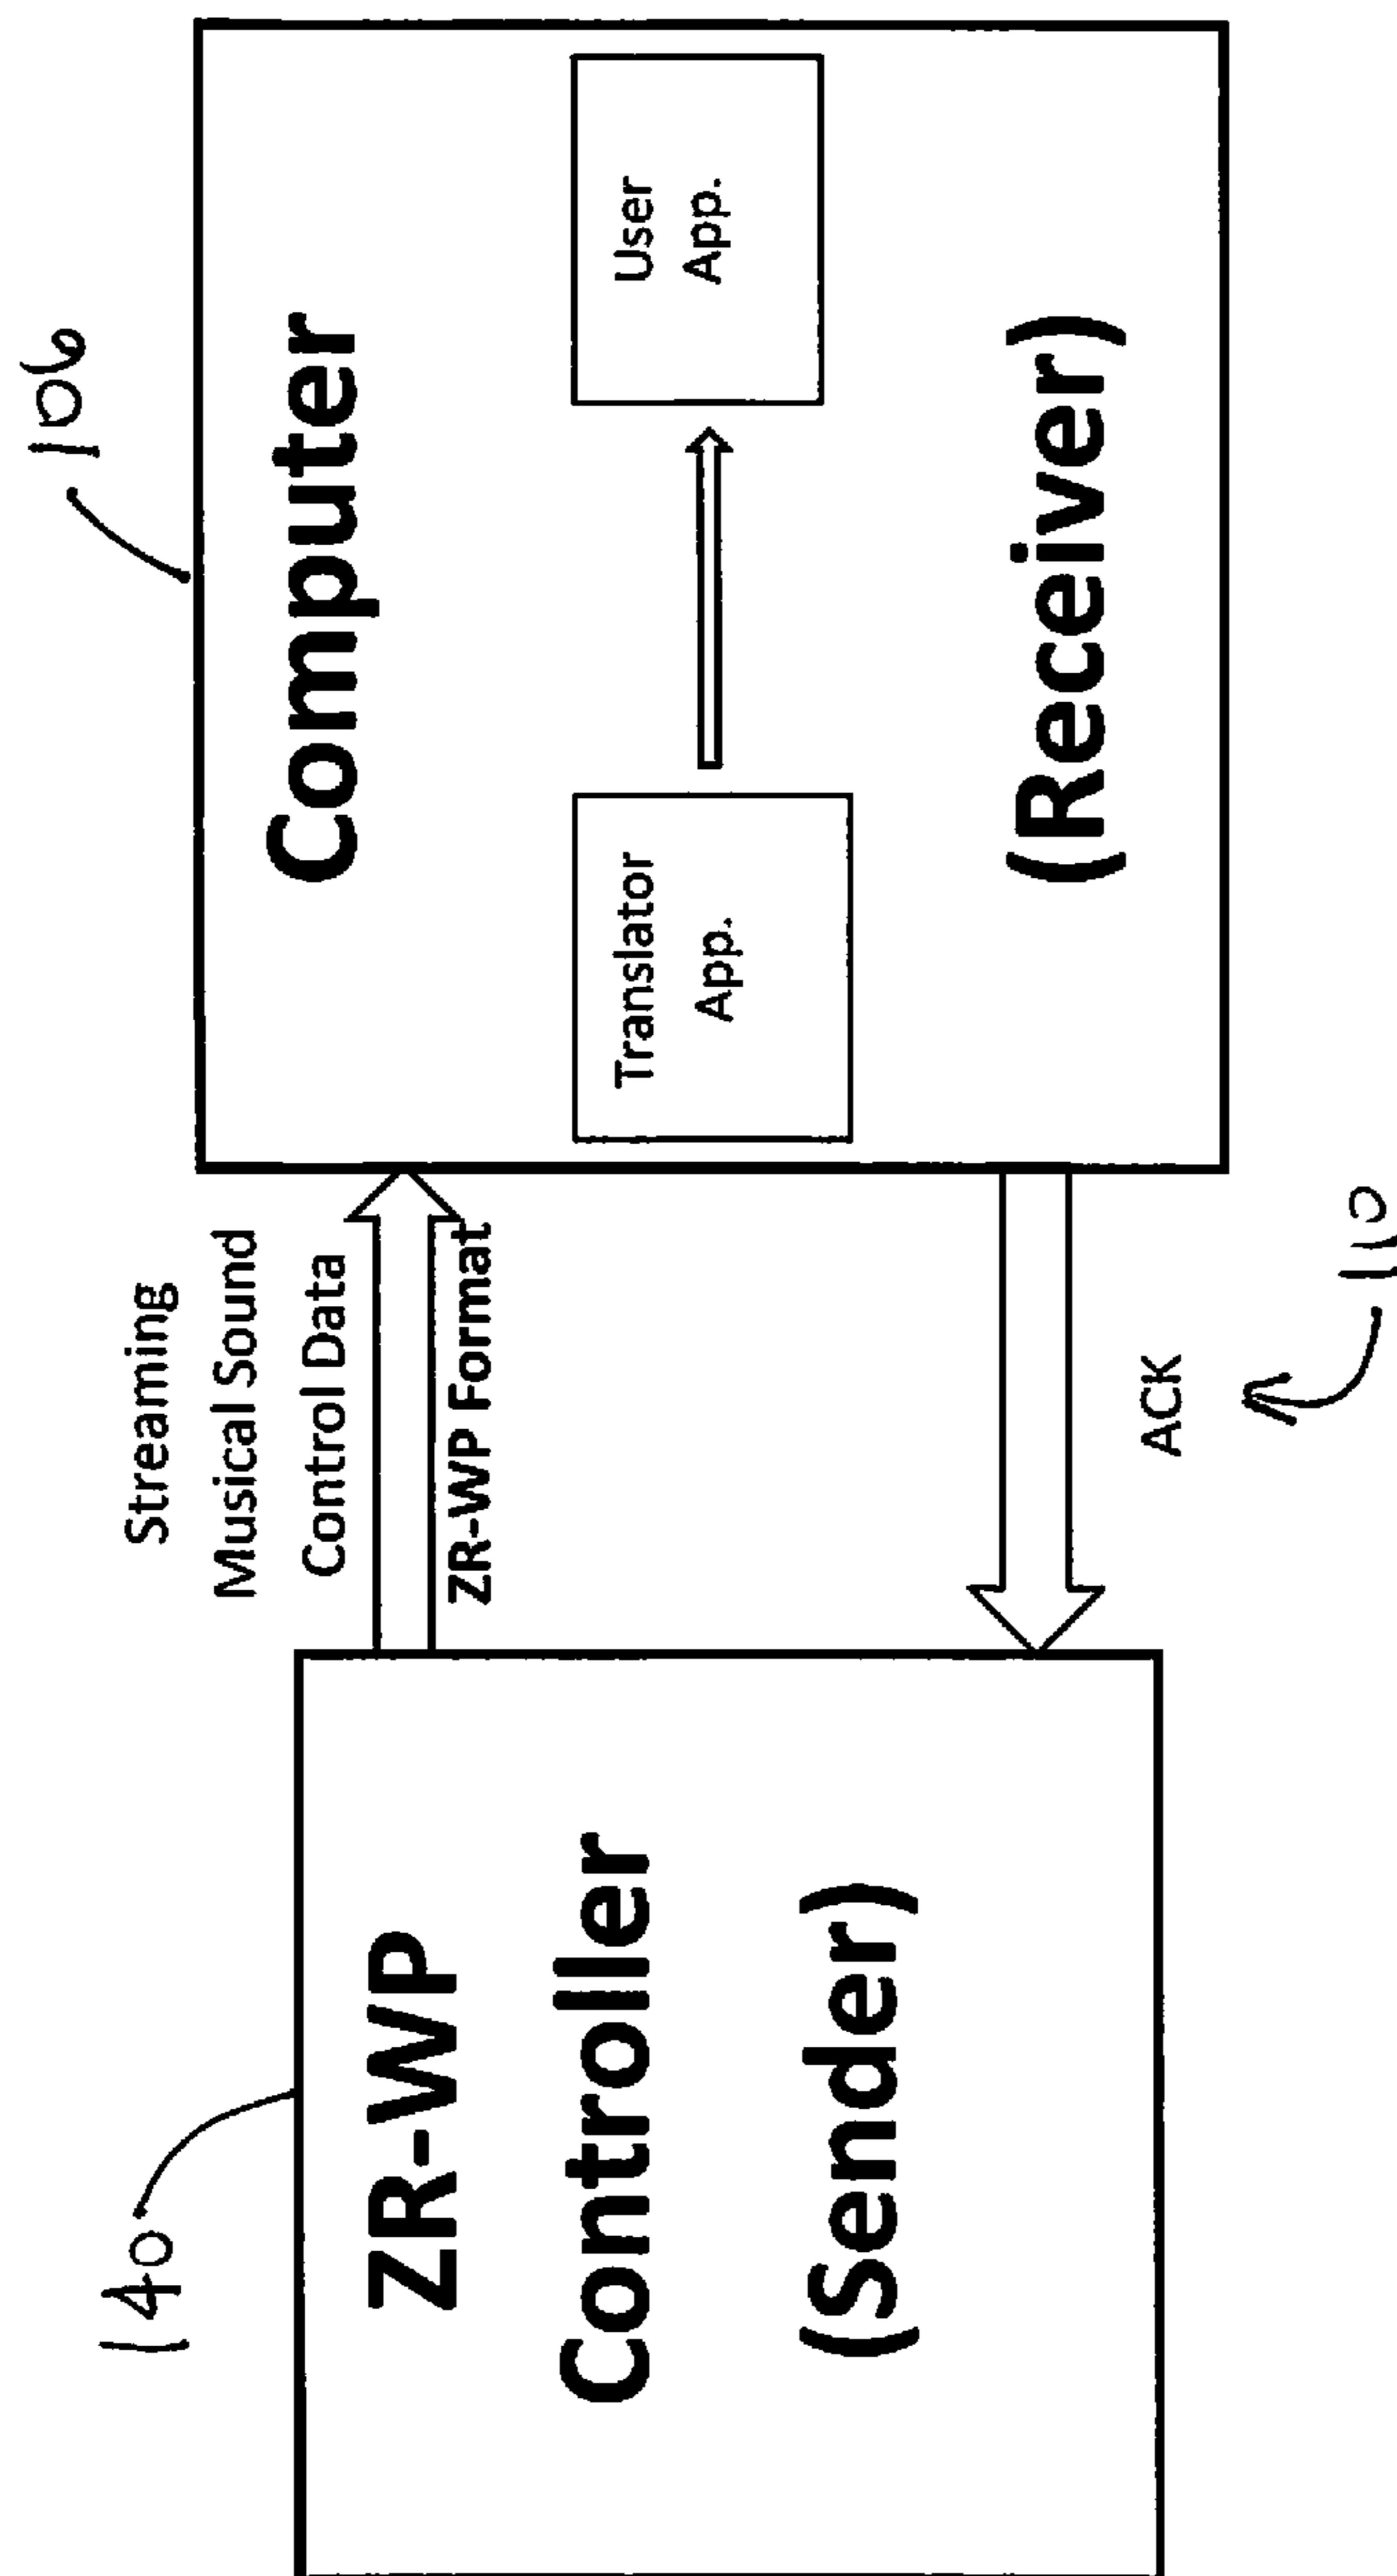 140
ZR-WP
Controller
(Sender)
Streaming
Musical Sound
Control Data
ZR-WP Format
ACK
110
106
Computer
Translator
App.
User
App.
(Receiver)